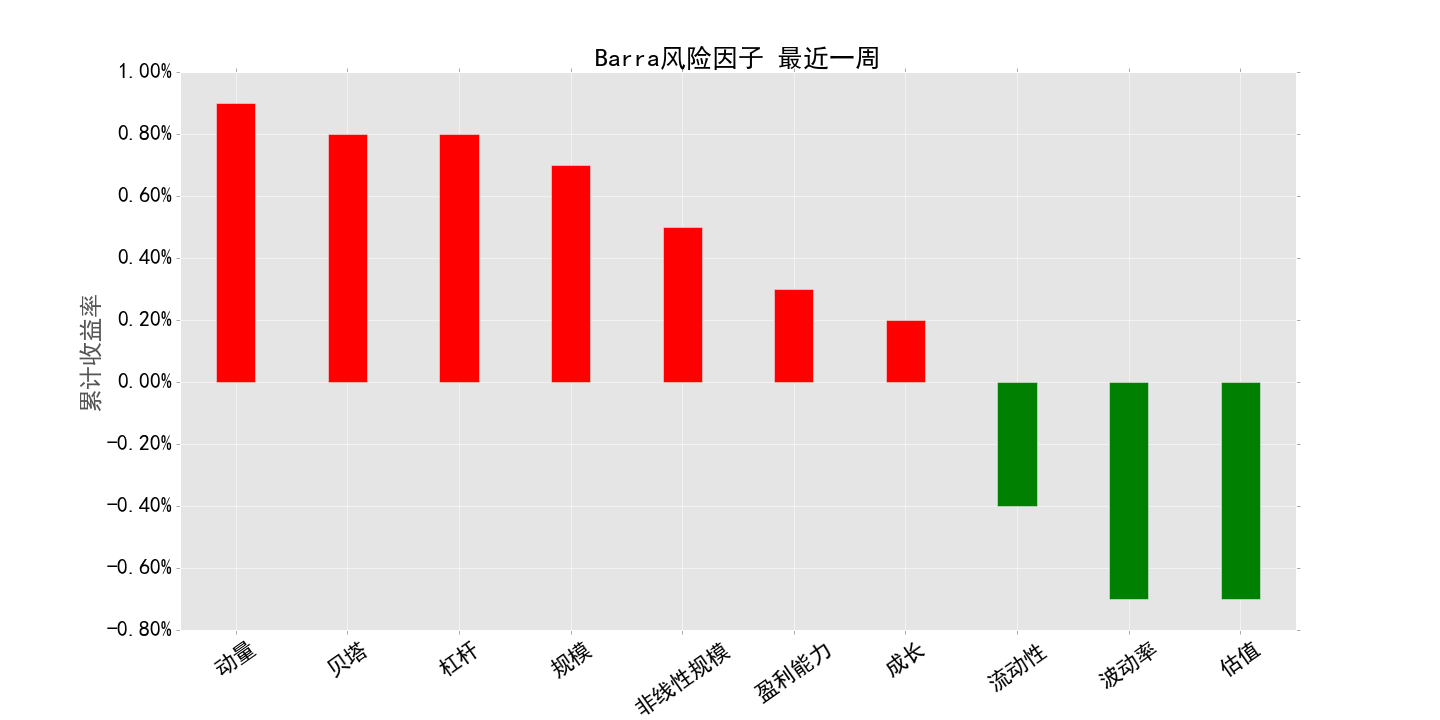 Barra风险因子 最近一周
1.00%
0.80%
0.60%
0.40%
0.20%
0.00%
-0.20%
-0.40%
-0.60%
-0.80%
累计收益率
动量
贝塔
杠杆
规模
非线性规模
盈利能力
成长
流动性
波动率
估值